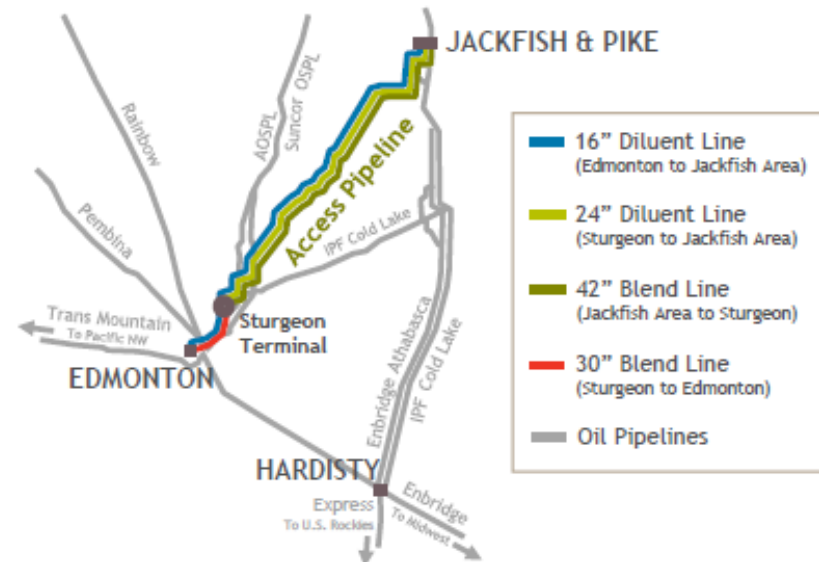 JACKFISH & PIKE
Rainbow
AOSPL
Suncor OSPL
Pembina
Access Pipeline
IPF Cold Lake
Trans Mountain
To Pacific NW
Sturgeon
Terminal
EDMONTON
Enbridge Athabasca
IPF Cold Lake
HARDISTY
Express
To U.S. Rockies
Enbridge
To Midwest
16” Diluent Line
(Edmonton to Jackfish Area)
24” Diluent Line
(Sturgeon to Jackfish Area)
42” Blend Line
(Jackfish Area to Sturgeon)
30” Blend Line
(Sturgeon to Edmonton)
Oil Pipelines